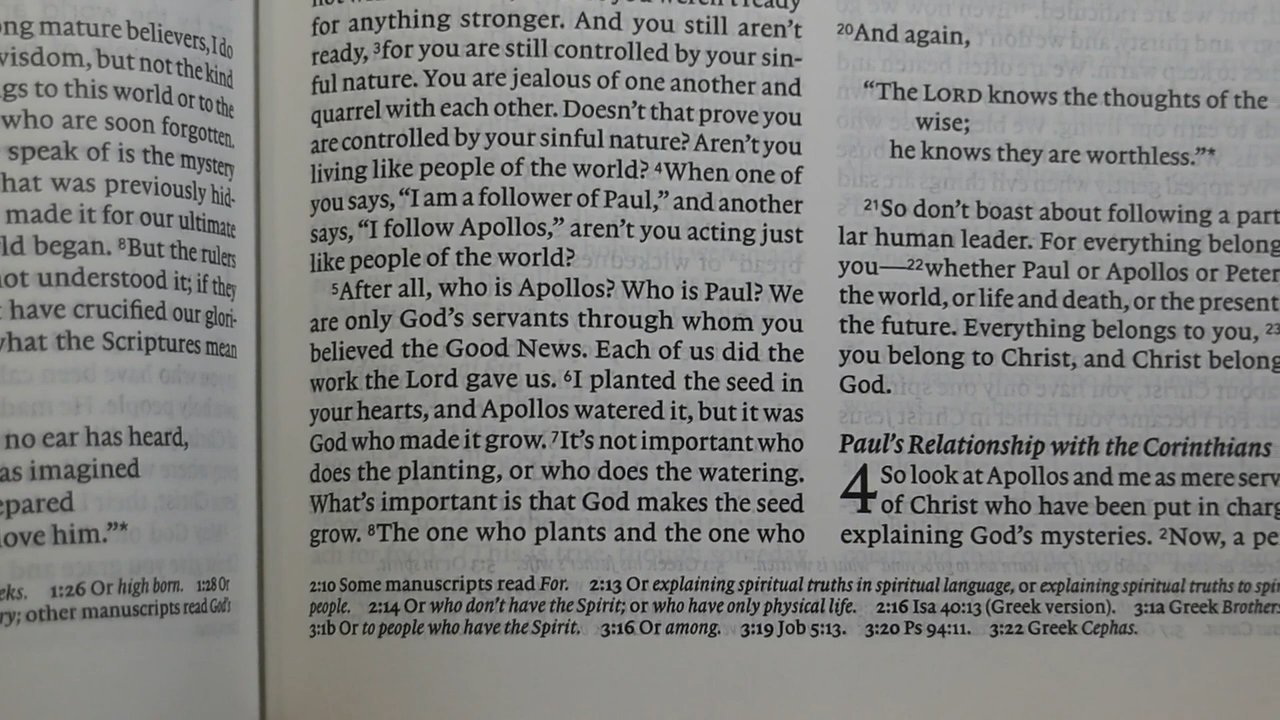 ng mature believers, I do
wisdom, but not the kind
gs to this world or to the
who are soon forgotten.
speak of is the mystery
hat was previously hid-
made it for our ultimate
ld began. ⁸But the rulers
not understood it; if they
have crucified our glori-
what the Scriptures mean
no ear has heard,
as imagined
epared
ove him.”*
eks. 1:26 Or high born. 1:28 Or
ry; other manuscripts read God's
for anything stronger. And you still aren’t
ready, ³for you are still controlled by your sin-
ful nature. You are jealous of one another and
quarrel with each other. Doesn’t that prove you
are controlled by your sinful nature? Aren’t you
living like people of the world? ⁴When one of
you says, “I am a follower of Paul,” and another
says, “I follow Apollos,” aren’t you acting just
like people of the world?
⁵After all, who is Apollos? Who is Paul? We
are only God’s servants through whom you
believed the Good News. Each of us did the
work the Lord gave us. ⁶I planted the seed in
your hearts, and Apollos watered it, but it was
God who made it grow. ⁷It’s not important who
does the planting, or who does the watering.
What’s important is that God makes the seed
grow. ⁸The one who plants and the one who
²⁰And again,
“The LORD knows the thoughts of the
wise;
he knows they are worthless.”*
²¹So don’t boast about following a part
lar human leader. For everything belong
you—²²whether Paul or Apollos or Peter
the world, or life and death, or the present
the future. Everything belongs to you, ²³
you belong to Christ, and Christ belong
God.
Paul’s Relationship with the Corinthians
4 So look at Apollos and me as mere serv
of Christ who have been put in charg
explaining God’s mysteries. ²Now, a pe
2:10 Some manuscripts read For. 2:13 Or explaining spiritual truths in spiritual language, or explaining spiritual truths to spi
people. 2:14 Or who don’t have the Spirit; or who have only physical life. 2:16 Isa 40:13 (Greek version). 3:1a Greek Brothers
3:1b Or to people who have the Spirit. 3:16 Or among. 3:19 Job 5:13. 3:20 Ps 94:11. 3:22 Greek Cephas.